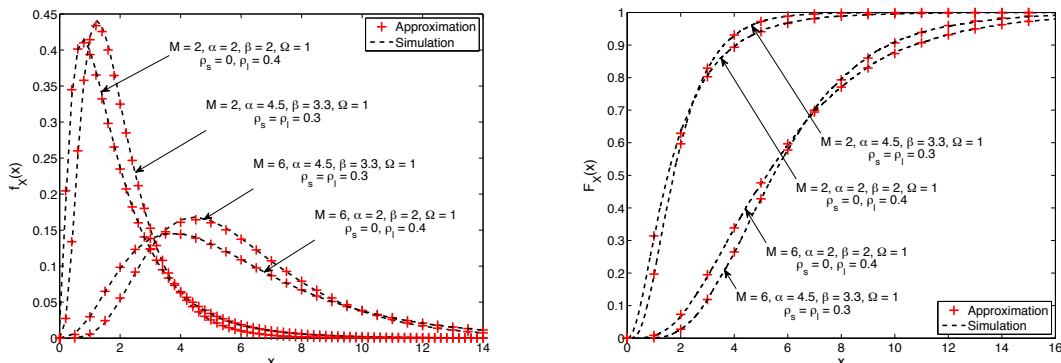 0.45
0.4
0.35
0.3
0.25
0.2
0.15
0.1
0.05
0
f_X(x)
Approximation
Simulation
M = 2, α = 2, β = 2, Ω = 1
ρ_s = 0, ρ_l = 0.4
M = 2, α = 4.5, β = 3.3, Ω = 1
ρ_s = ρ_l = 0.3
M = 6, α = 4.5, β = 3.3, Ω = 1
ρ_s = ρ_l = 0.3
M = 6, α = 2, β = 2, Ω = 1
ρ_s = 0, ρ_l = 0.4
0 2 4 6 8 10 12 14
x
1
0.9
0.8
0.7
0.6
0.5
0.4
0.3
0.2
0.1
0
F_X(x)
M = 2, α = 4.5, β = 3.3, Ω = 1
ρ_s = ρ_l = 0.3
M = 2, α = 2, β = 2, Ω = 1
ρ_s = 0, ρ_l = 0.4
M = 6, α = 2, β = 2, Ω = 1
ρ_s = 0, ρ_l = 0.4
M = 6, α = 4.5, β = 3.3, Ω = 1
ρ_s = ρ_l = 0.3
Approximation
Simulation
0 2 4 6 8 10 12 14 16
x